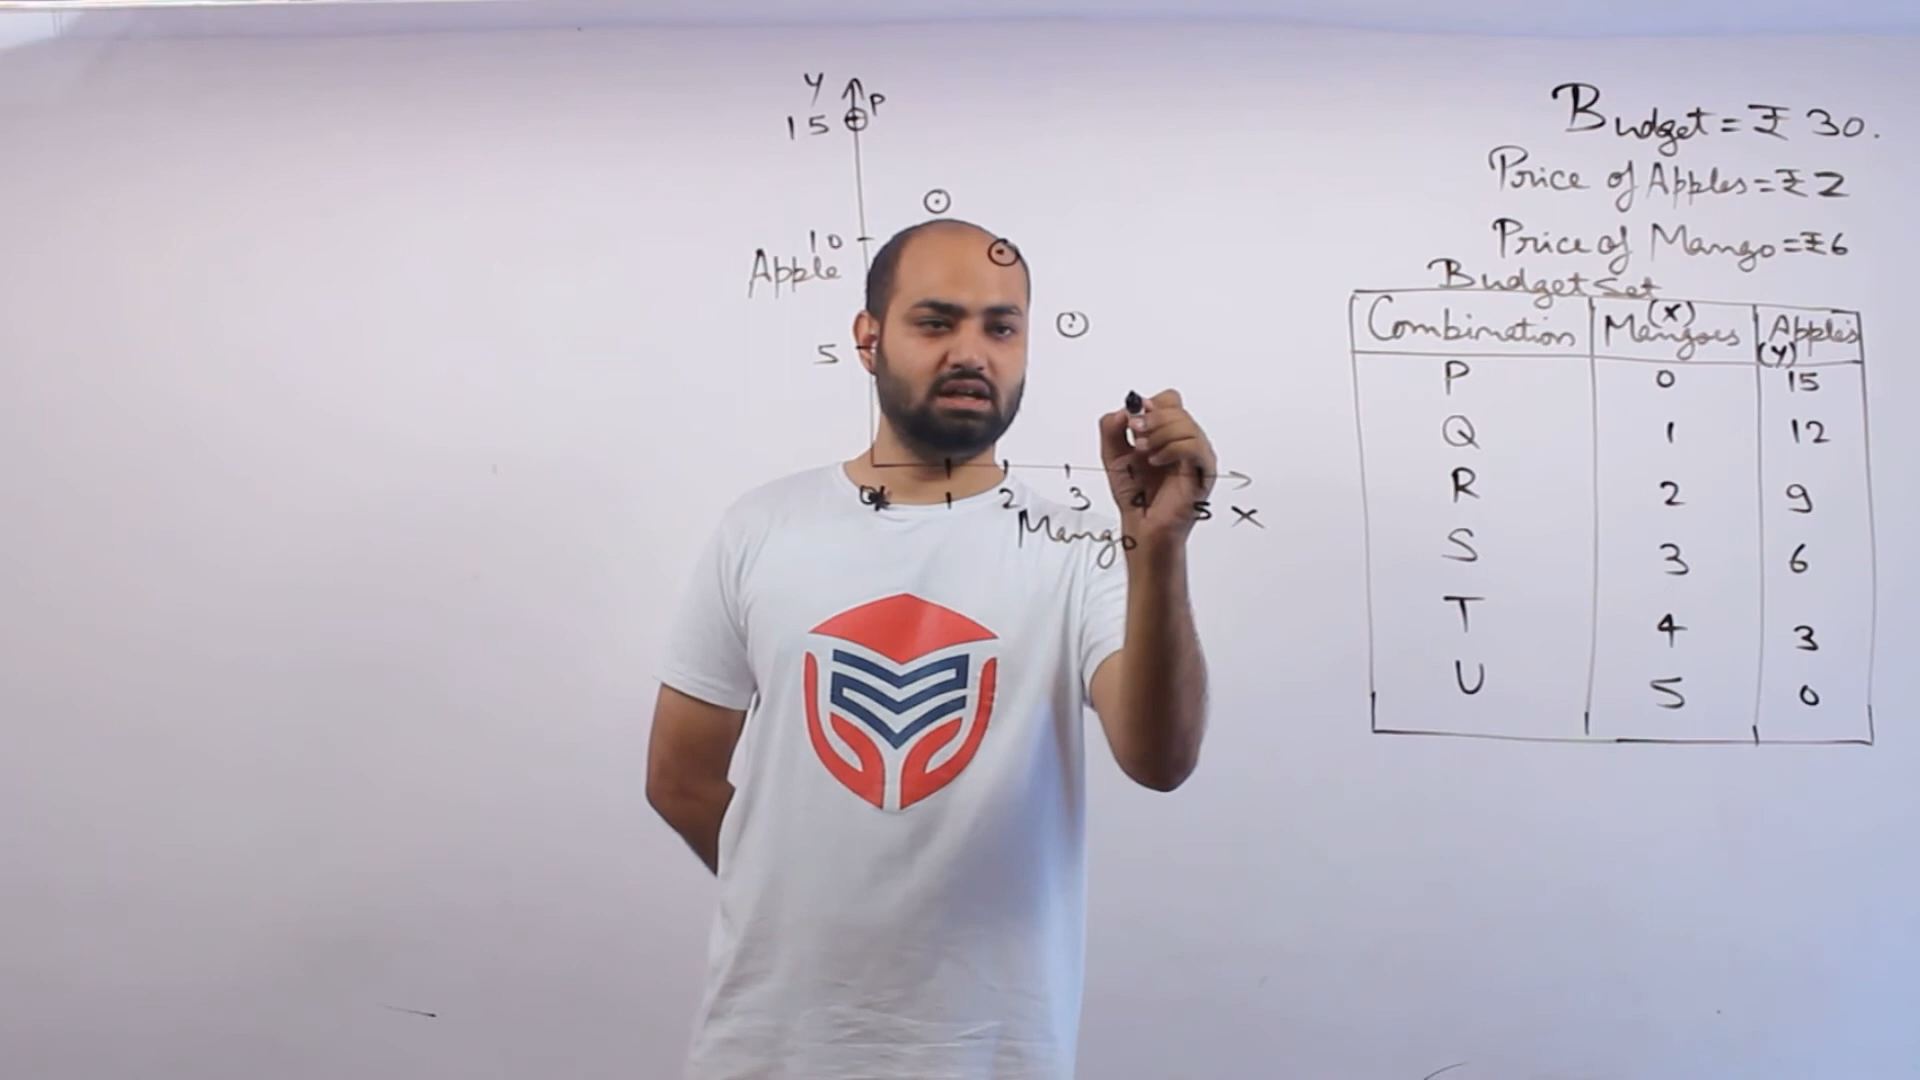 Y
P
15
10
Apple
5
0 1 2 3 4 5 X
Mango
Budget = ₹ 30.
Price of Apples = ₹ 2
Price of Mango = ₹ 6
Budget Set
Combination Mangoes (X) Apples (Y)
P 0 15
Q 1 12
R 2 9
S 3 6
T 4 3
U 5 0